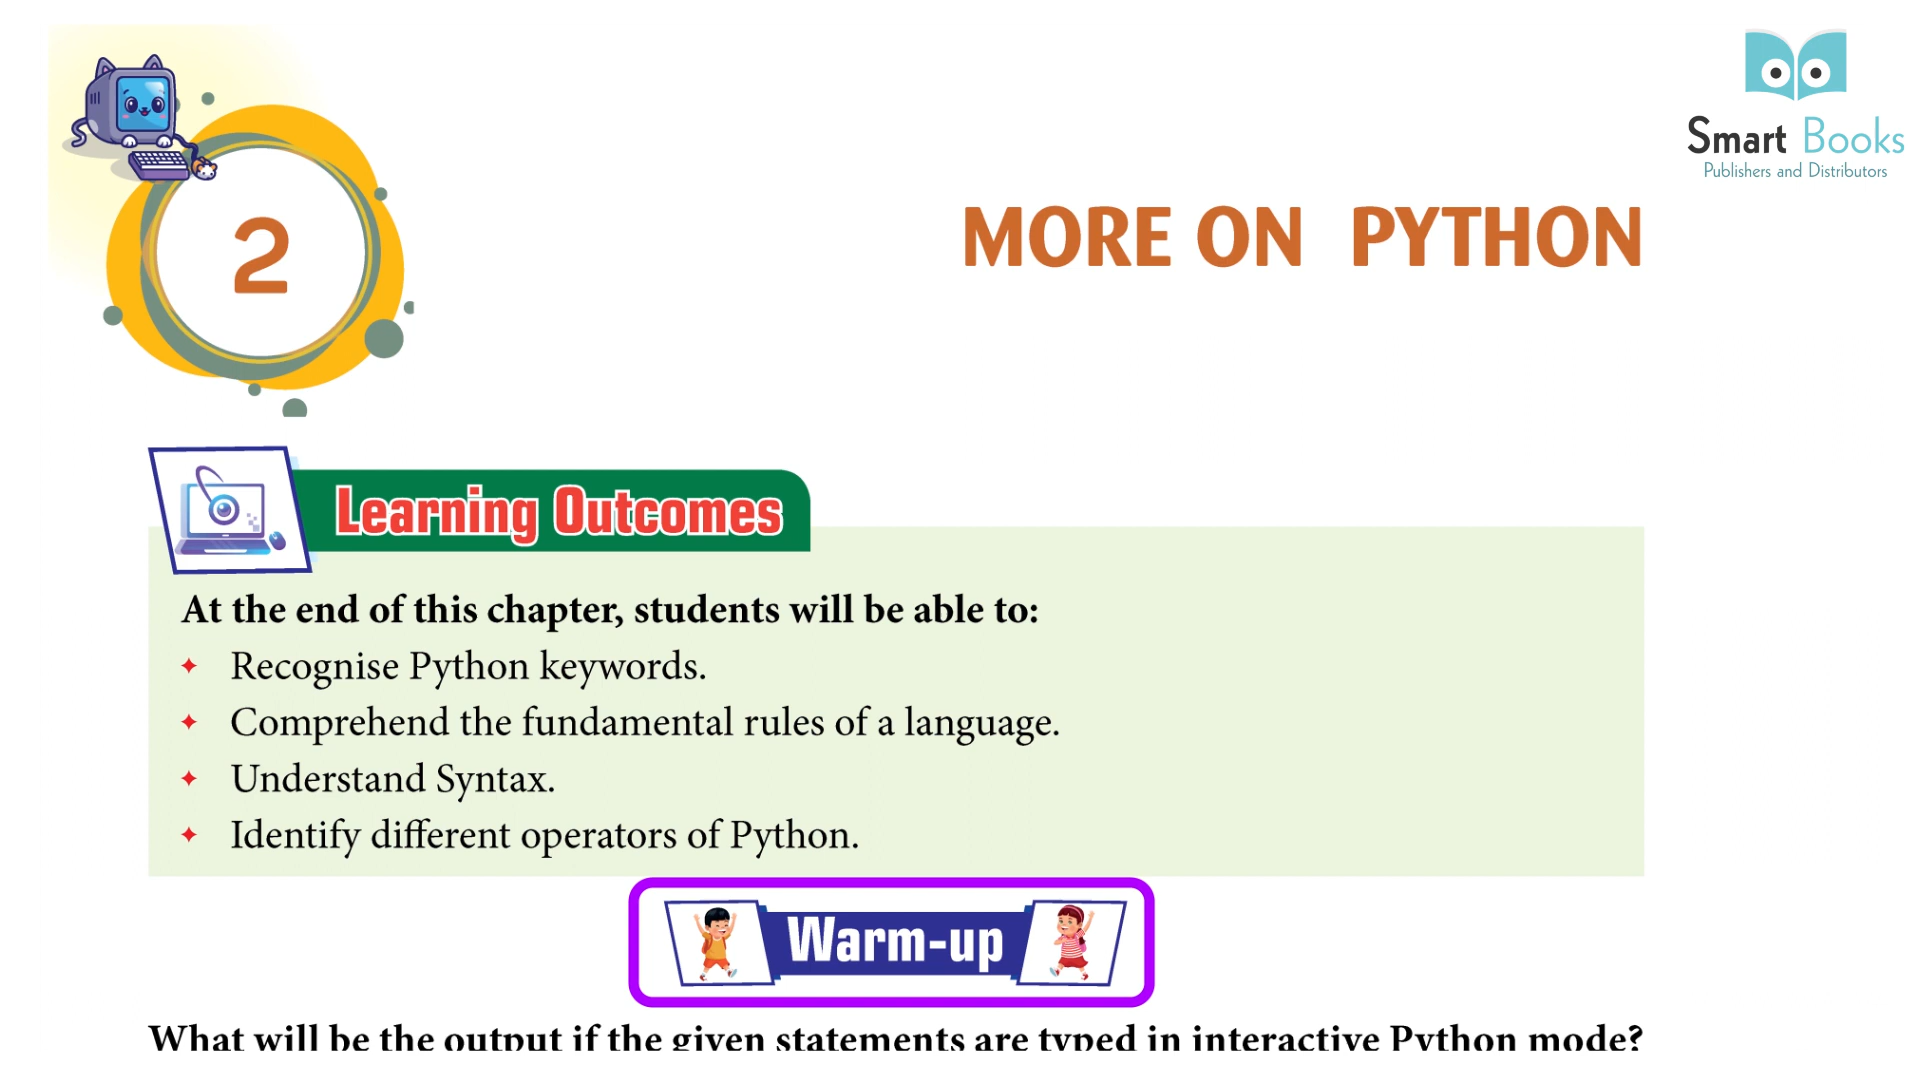 Smart Books
Publishers and Distributors
2
MORE ON PYTHON
Learning Outcomes
At the end of this chapter, students will be able to:
Recognise Python keywords.
Comprehend the fundamental rules of a language.
Understand Syntax.
Identify different operators of Python.
Warm-up
What will be the output if the given statements are typed in interactive Python mode?